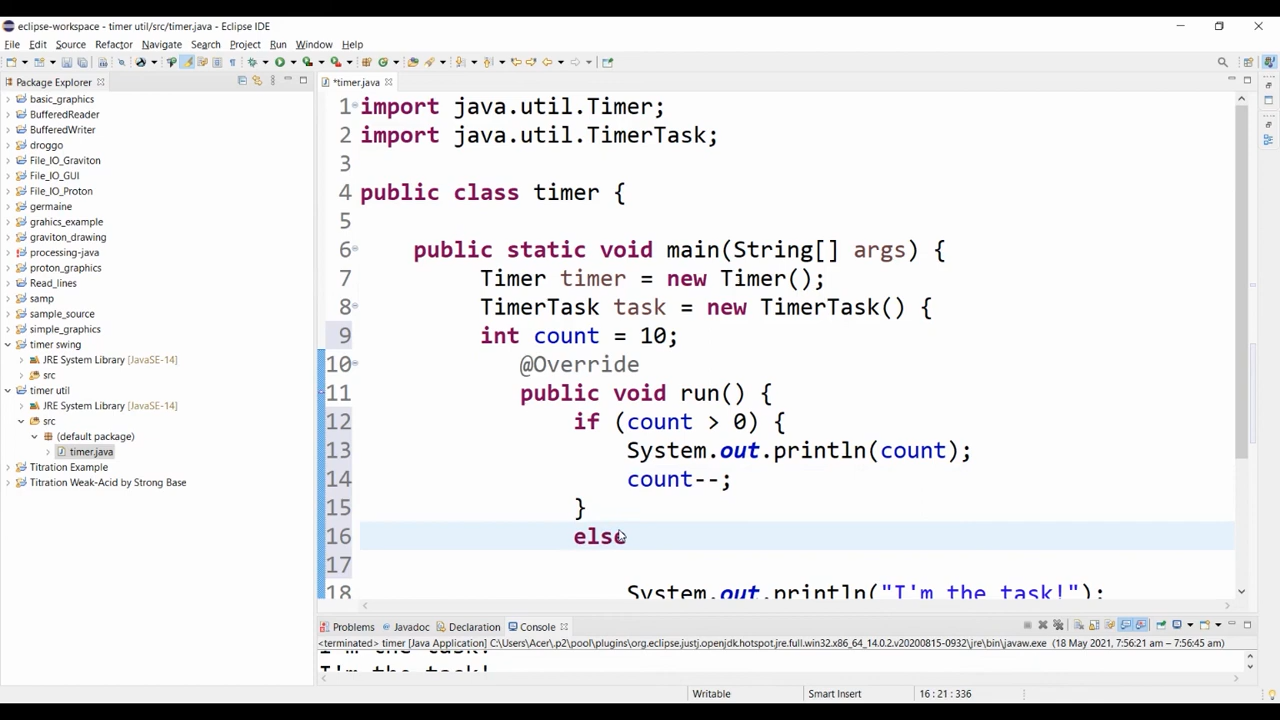 eclipse-workspace - timer util/src/timer.java - Eclipse IDE
File Edit Source Refactor Navigate Search Project Run Window Help
Package Explorer
*timer.java
basic_graphics
BufferedReader
BufferedWriter
droggo
File_IO_Graviton
File_IO_GUI
File_IO_Proton
germaine
grahics_example
graviton_drawing
processing-java
proton_graphics
Read_lines
samp
sample_source
simple_graphics
timer swing
JRE System Library [JavaSE-14]
src
timer util
JRE System Library [JavaSE-14]
src
(default package)
timer.java
Titration Example
Titration Weak-Acid by Strong Base
1 import java.util.Timer;
2 import java.util.TimerTask;
3
4 public class timer {
5
6 public static void main(String[] args) {
7 Timer timer = new Timer();
8 TimerTask task = new TimerTask() {
9 int count = 10;
10 @Override
11 public void run() {
12 if (count > 0) {
13 System.out.println(count);
14 count--;
15 }
16 else
17
18 System.out.println("I'm the task!");
Problems Javadoc Declaration Console
<terminated> timer [Java Application] C:\Users\Acer\.p2\pool\plugins\org.eclipse.justj.openjdk.hotspot.jre.full.win32.x86_64_14.0.2.v20200815-0932\jre\bin\javaw.exe (18 May 2021, 7:56:21 am – 7:56:45 am)
I'm the task!
I'm the task!
Writable Smart Insert 16 : 21 : 336